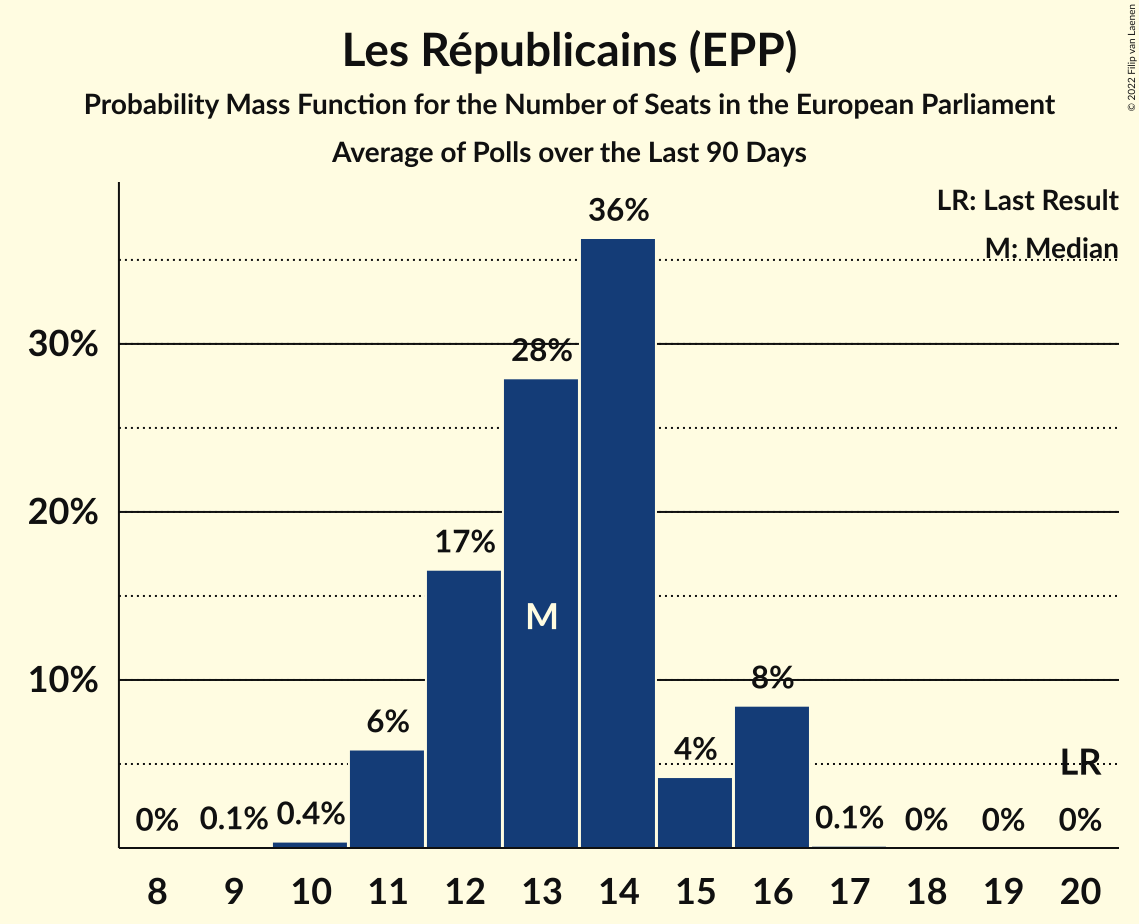 Les Républicains (EPP)
Probability Mass Function for the Number of Seats in the European Parliament
Average of Polls over the Last 90 Days
© 2022 Filip van Laenen
LR: Last Result
M: Median
36%
30%
28%
20%
17%
M
10%
8%
6%
4%
LR
0% 0.1% 0.4% 0.1% 0% 0% 0%
8 9 10 11 12 13 14 15 16 17 18 19 20